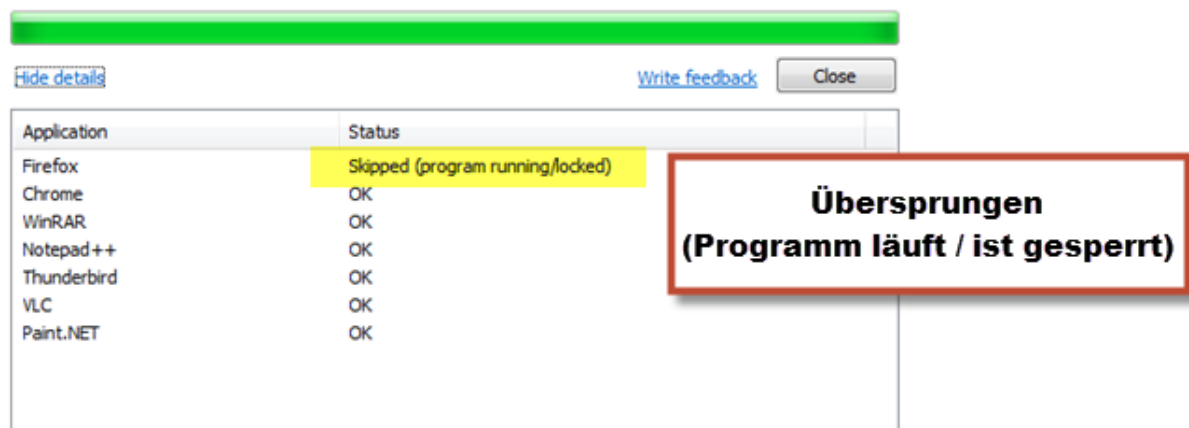 Hide details
Write feedback
Close
Application Status
Firefox Skipped (program running/locked)
Chrome OK
WinRAR OK
Notepad++ OK
Thunderbird OK
VLC OK
Paint.NET OK
Übersprungen
(Programm läuft / ist gesperrt)